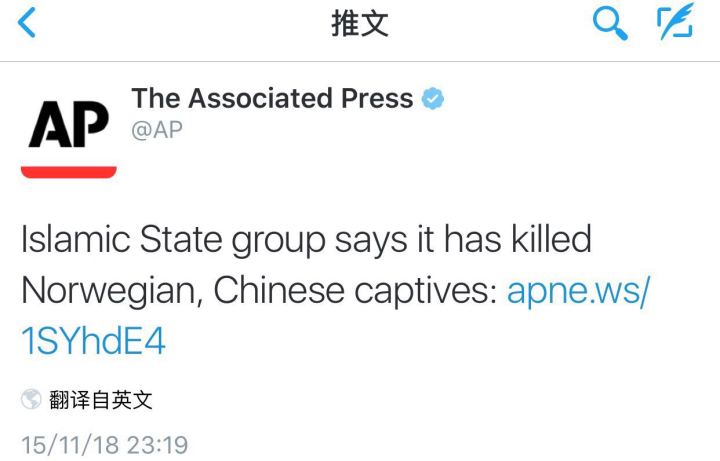 推文
AP
The Associated Press
@AP
Islamic State group says it has killed
Norwegian, Chinese captives: apne.ws/
1SYhdE4
翻译自英文
15/11/18 23:19